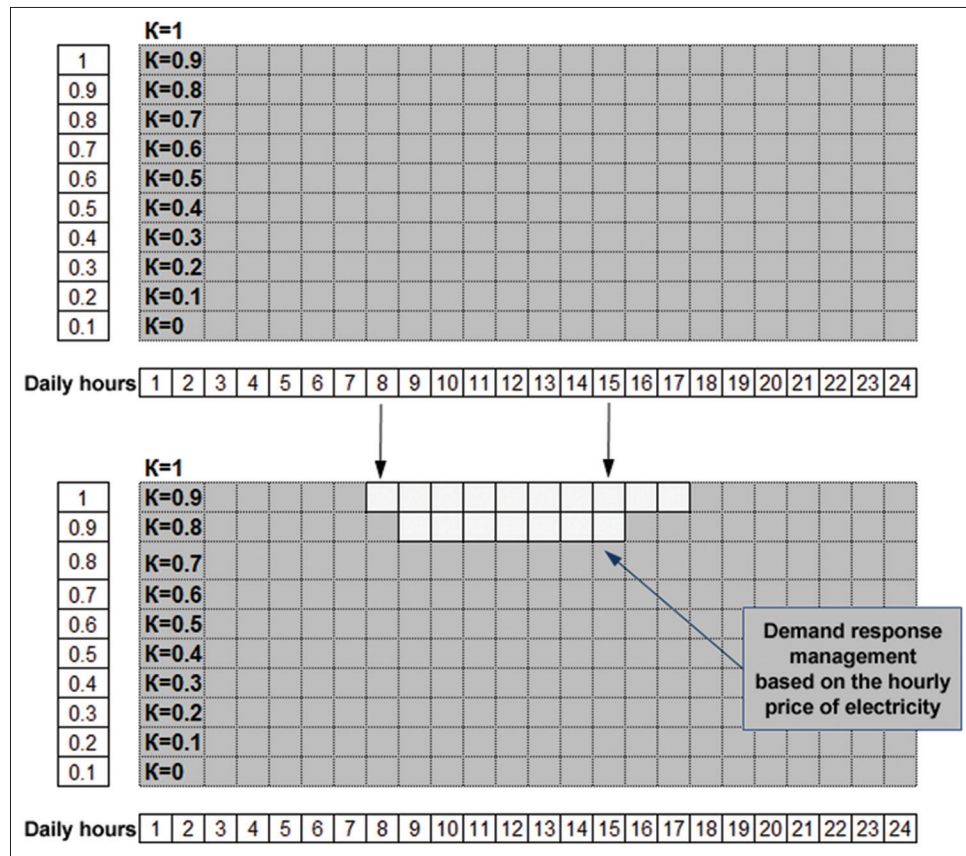 K=1
1 K=0.9
0.9 K=0.8
0.8 K=0.7
0.7 K=0.6
0.6 K=0.5
0.5 K=0.4
0.4 K=0.3
0.3 K=0.2
0.2 K=0.1
0.1 K=0
Daily hours 1 2 3 4 5 6 7 8 9 10 11 12 13 14 15 16 17 18 19 20 21 22 23 24
K=1
1 K=0.9
0.9 K=0.8
0.8 K=0.7
0.7 K=0.6
0.6 K=0.5
0.5 K=0.4
0.4 K=0.3
0.3 K=0.2
0.2 K=0.1
0.1 K=0
Demand response
management
based on the hourly
price of electricity
Daily hours 1 2 3 4 5 6 7 8 9 10 11 12 13 14 15 16 17 18 19 20 21 22 23 24